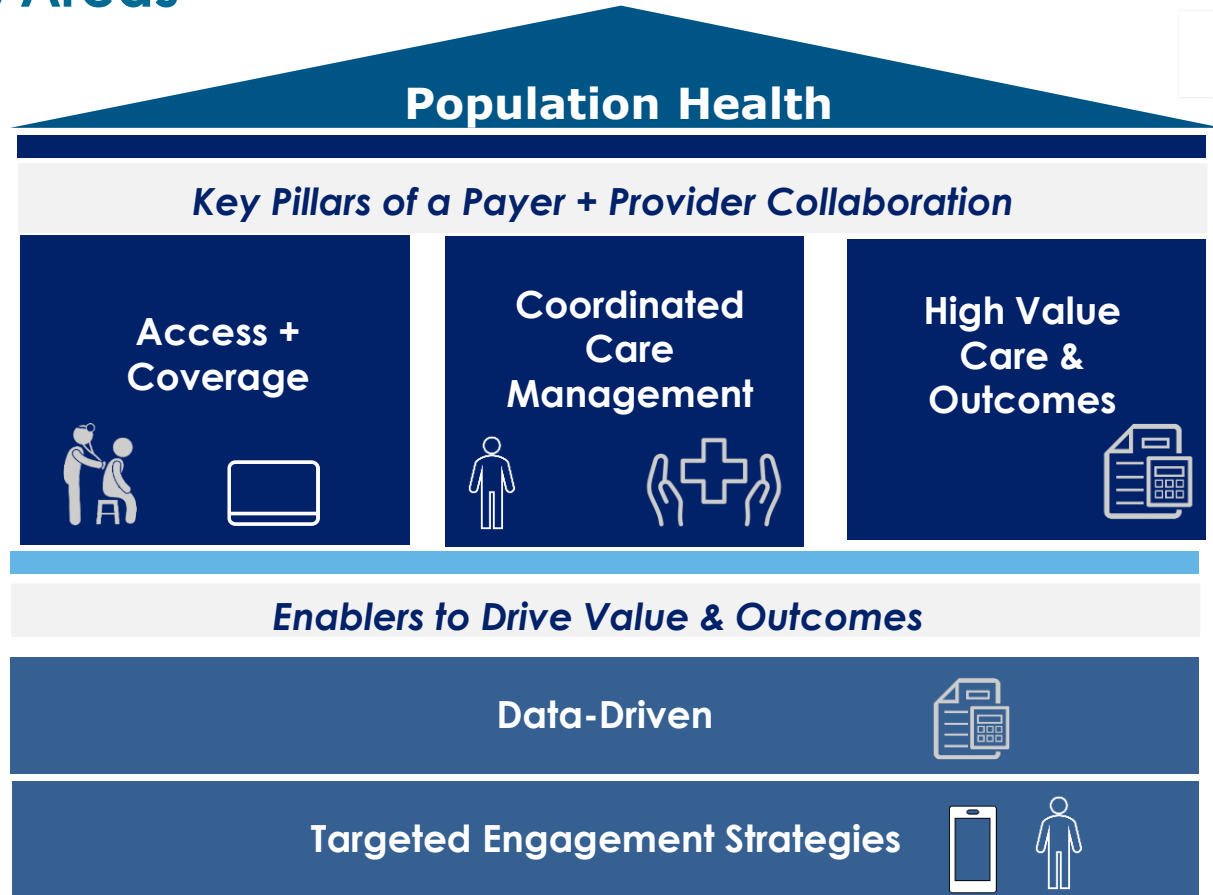 Areas
Population Health
Key Pillars of a Payer + Provider Collaboration
Access +
Coverage
Coordinated
Care
Management
High Value
Care &
Outcomes
Enablers to Drive Value & Outcomes
Data-Driven
Targeted Engagement Strategies